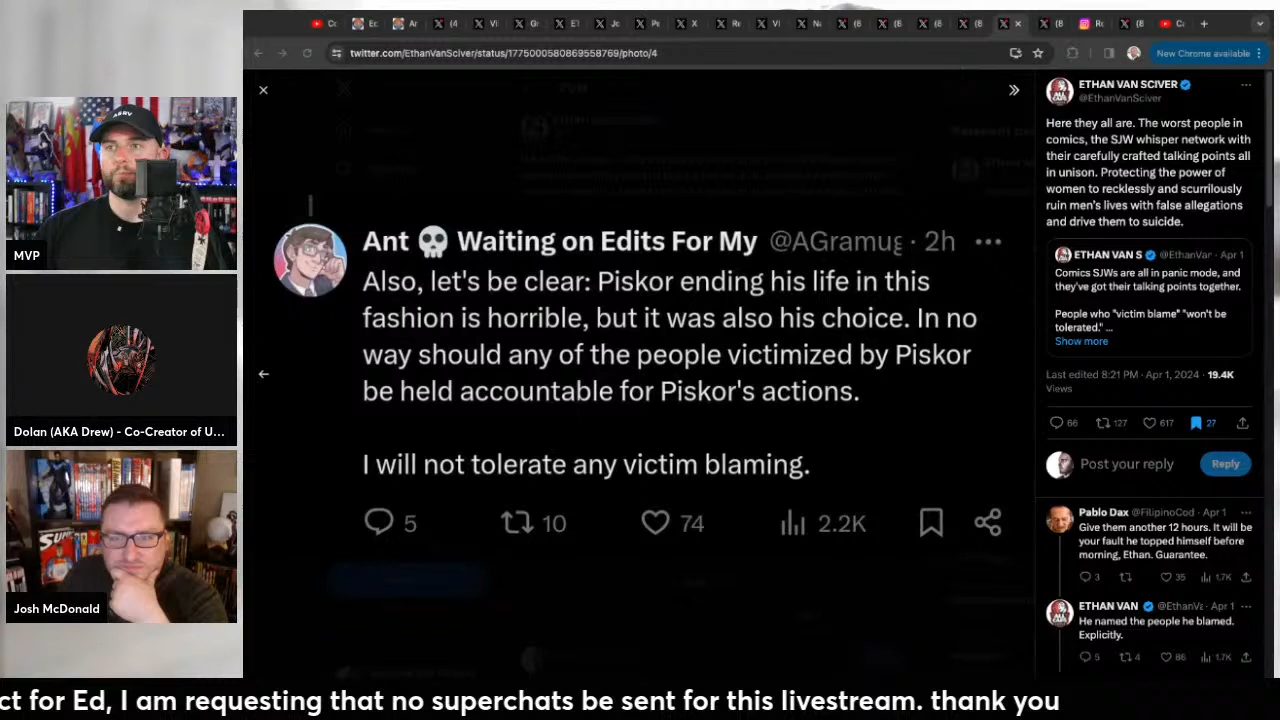 twitter.com/EthanVanSciver/status/1775000580869558769/photo/4
New Chrome available
MVP
Dolan (AKA Drew) - Co-Creator of U...
Josh McDonald
Ant 💀 Waiting on Edits For My @AGramug · 2h
Also, let's be clear: Piskor ending his life in this
fashion is horrible, but it was also his choice. In no
way should any of the people victimized by Piskor
be held accountable for Piskor's actions.
I will not tolerate any victim blaming.
5 10 74 2.2K
ETHAN VAN SCIVER
@EthanVanSciver
Here they all are. The worst people in
comics, the SJW whisper network with
their carefully crafted talking points all
in unison. Protecting the power of
women to recklessly and scurrilously
ruin men's lives with false allegations
and drive them to suicide.
ETHAN VAN S @EthanVar · Apr 1
Comics SJWs are all in panic mode, and
they've got their talking points together.
People who "victim blame" "won't be
tolerated." ...
Show more
Last edited 8:21 PM · Apr 1, 2024 · 19.4K
Views
66 127 617 27
Post your reply
Reply
Pablo Dax @FilipinoCod · Apr 1
Give them another 12 hours. It will be
your fault he topped himself before
morning, Ethan. Guarantee.
3 35 1.7K
ETHAN VAN @EthanVa · Apr 1
He named the people he blamed.
Explicitly.
5 4 86 1.7K
ct for Ed, I am requesting that no superchats be sent for this livestream. thank you